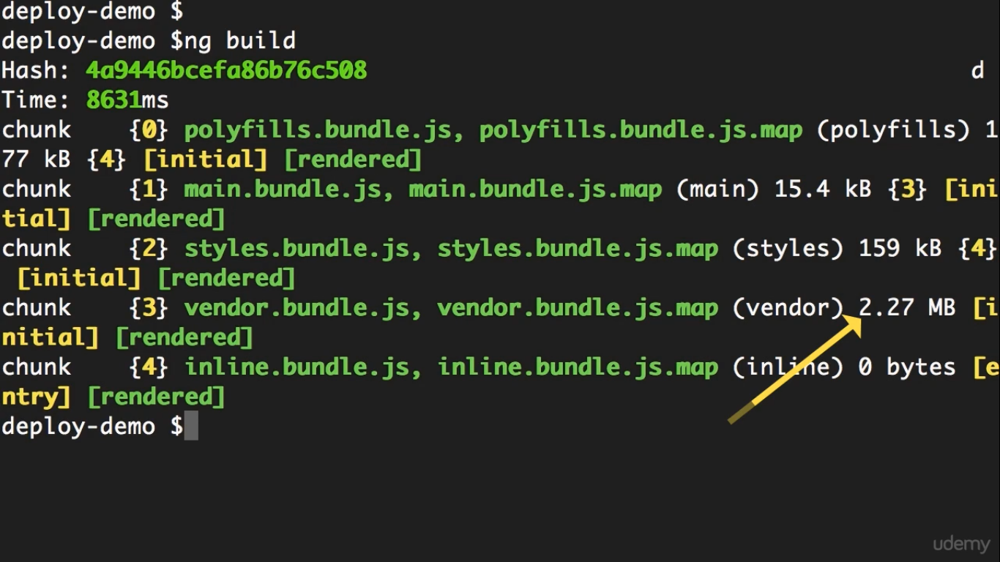 deploy-demo $
deploy-demo $ng build
Hash: 4a9446bcefa86b76c508 d
Time: 8631ms
chunk    {0} polyfills.bundle.js, polyfills.bundle.js.map (polyfills) 1
77 kB {4} [initial] [rendered]
chunk    {1} main.bundle.js, main.bundle.js.map (main) 15.4 kB {3} [ini
tial] [rendered]
chunk    {2} styles.bundle.js, styles.bundle.js.map (styles) 159 kB {4}
 [initial] [rendered]
chunk    {3} vendor.bundle.js, vendor.bundle.js.map (vendor) 2.27 MB [i
nitial] [rendered]
chunk    {4} inline.bundle.js, inline.bundle.js.map (inline) 0 bytes [e
ntry] [rendered]
deploy-demo $
udemy